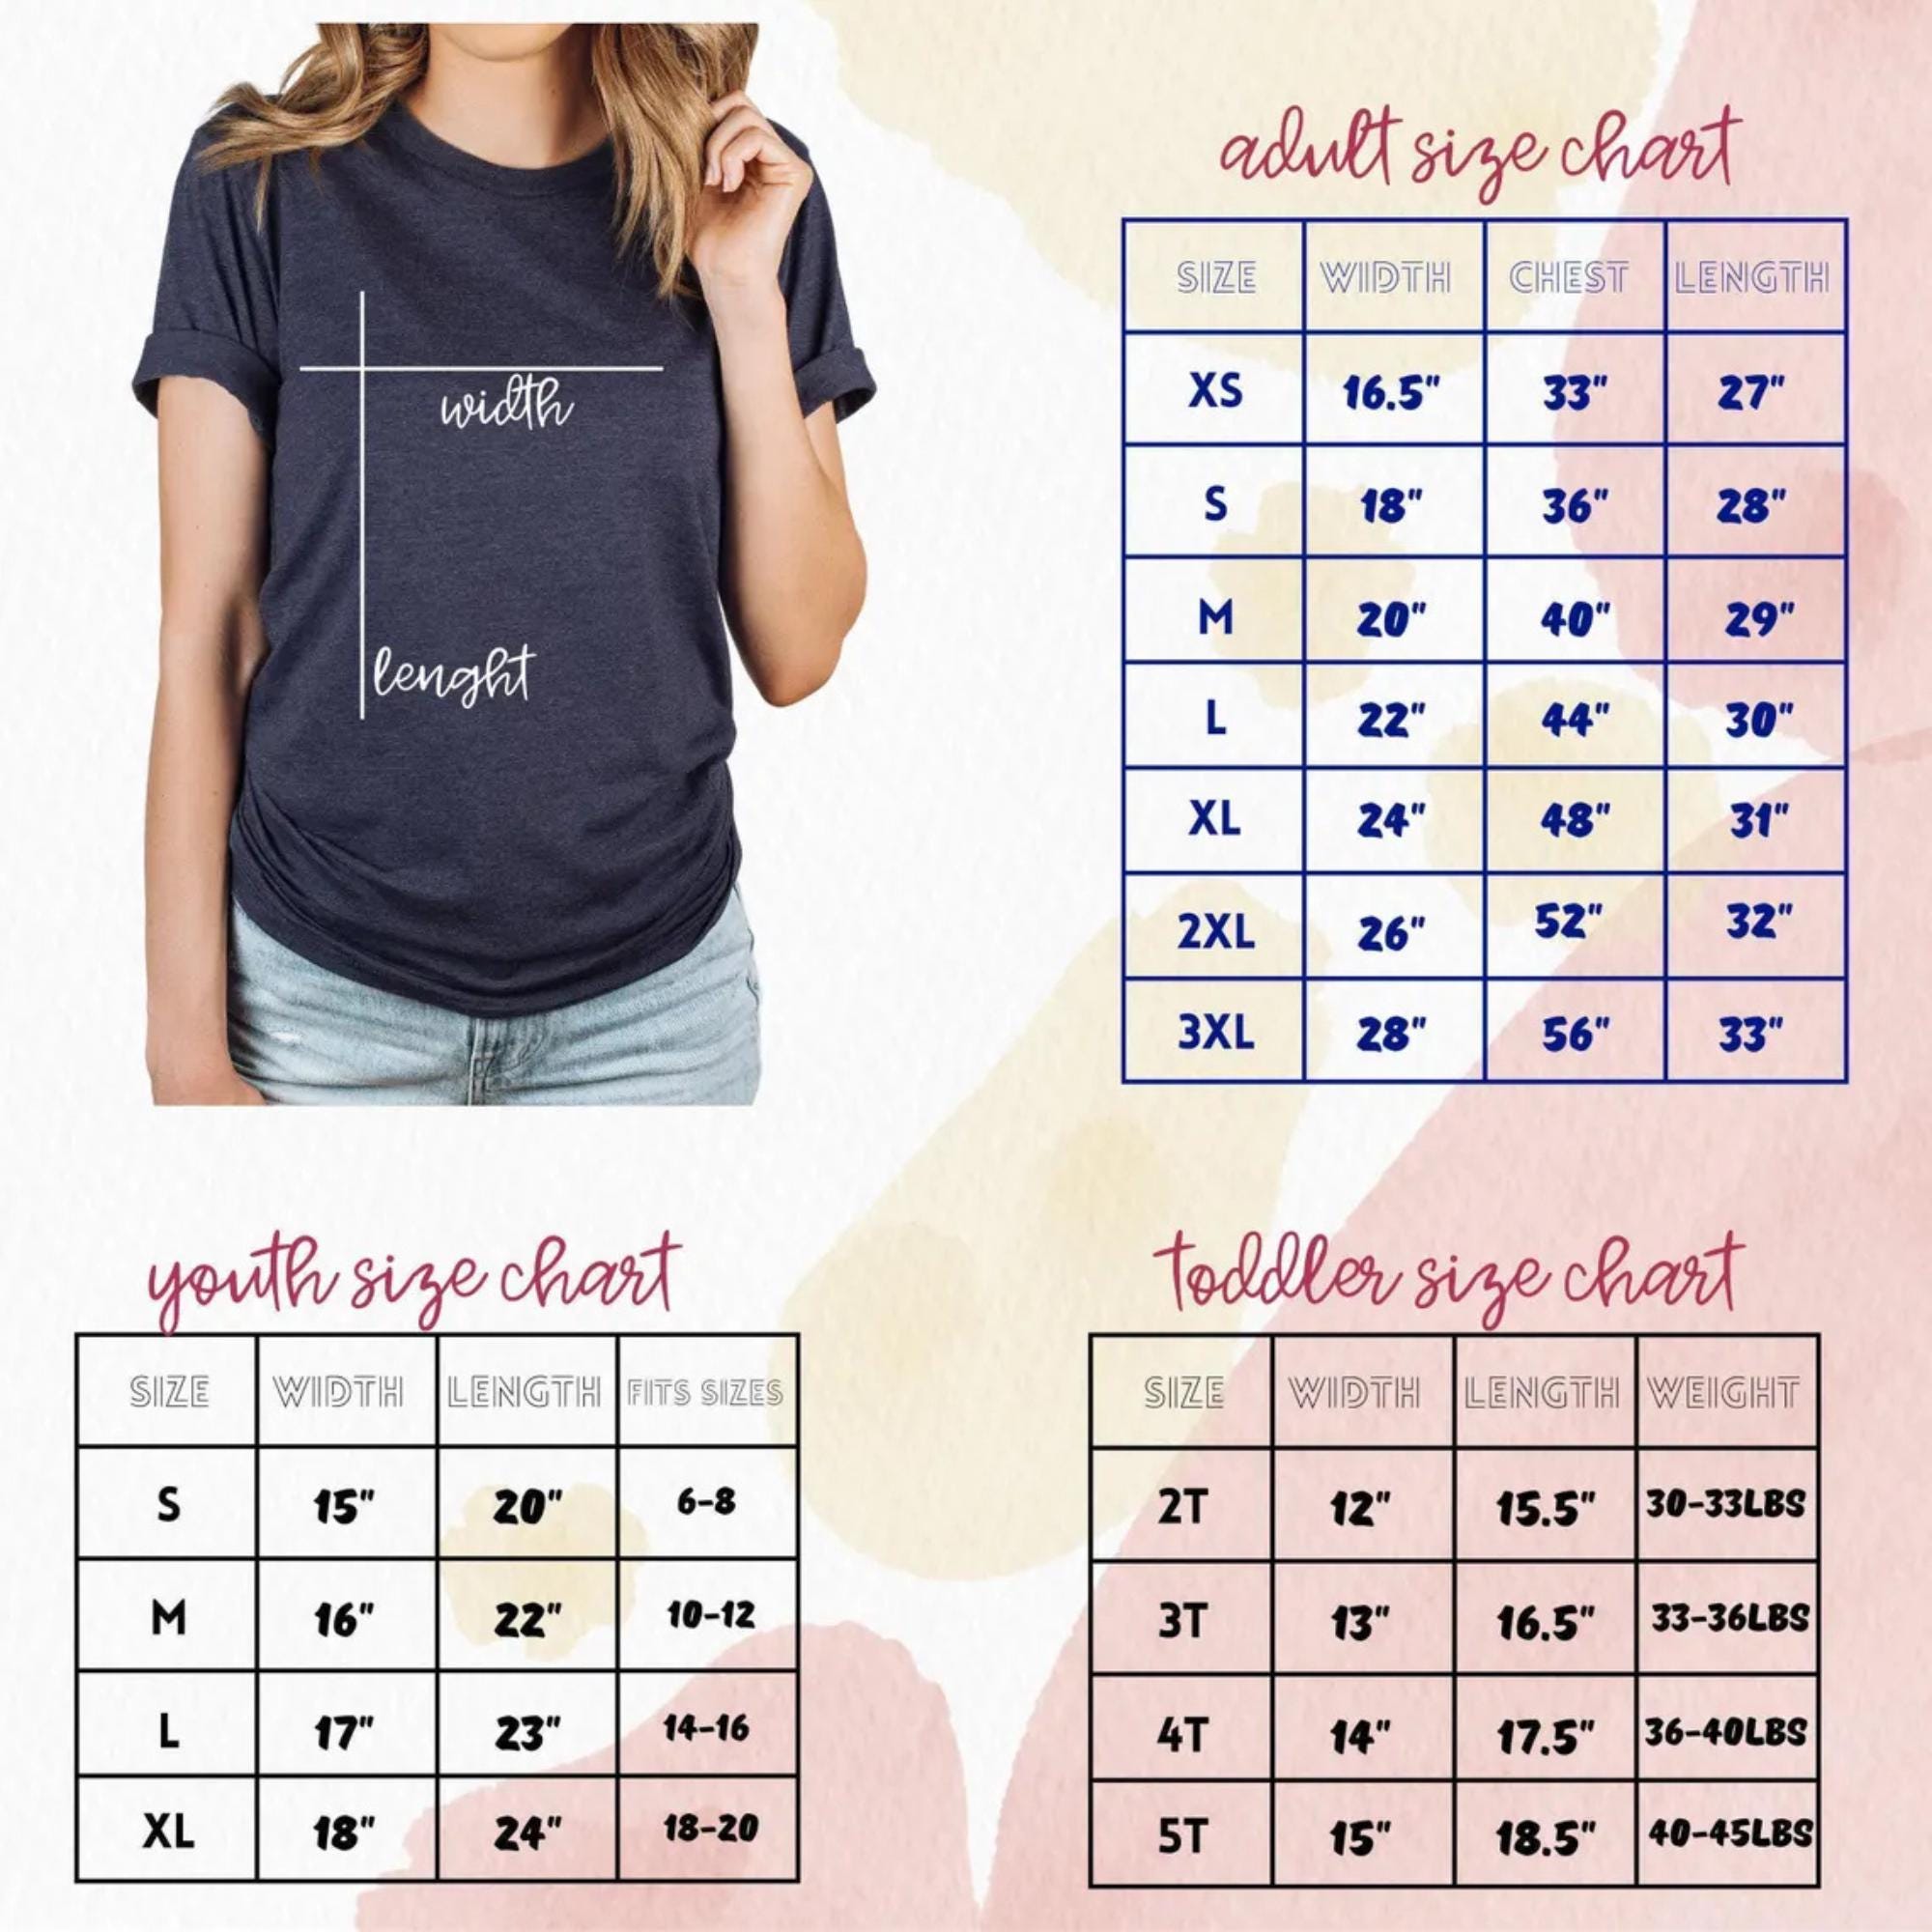 width
lenght
adult size chart
SIZE WIDTH CHEST LENGTH
XS 16.5" 33" 27"
S 18" 36" 28"
M 20" 40" 29"
L 22" 44" 30"
XL 24" 48" 31"
2XL 26" 52" 32"
3XL 28" 56" 33"
youth size chart
SIZE WIDTH LENGTH FITS SIZES
S 15" 20" 6-8
M 16" 22" 10-12
L 17" 23" 14-16
XL 18" 24" 18-20
toddler size chart
SIZE WIDTH LENGTH WEIGHT
2T 12" 15.5" 30-33LBS
3T 13" 16.5" 33-36LBS
4T 14" 17.5" 36-40LBS
5T 15" 18.5" 40-45LBS